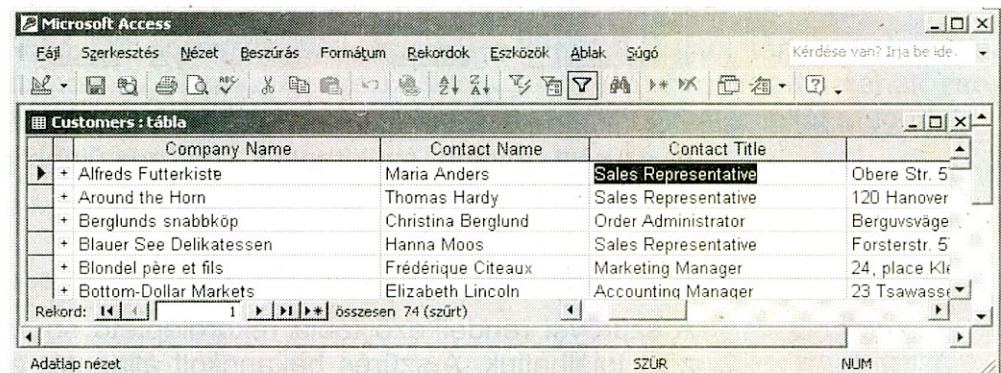 Microsoft Access
Fájl Szerkesztés Nézet Beszúrás Formátum Rekordok Eszközök Ablak Súgó Kérdése van? Írja be ide.
Customers : tábla
Company Name Contact Name Contact Title
+ Alfreds Futterkiste Maria Anders Sales Representative Obere Str. 5
+ Around the Horn Thomas Hardy Sales Representative 120 Hanover
+ Berglunds snabbköp Christina Berglund Order Administrator Berguvsväge
+ Blauer See Delikatessen Hanna Moos Sales Representative Forsterstr. 5
+ Blondel père et fils Frédérique Citeaux Marketing Manager 24, place Klé
+ Bottom-Dollar Markets Elizabeth Lincoln Accounting Manager 23 Tsawasse
Rekord: 1 összesen 74 (szűrt)
Adatlap nézet SZŰR NUM